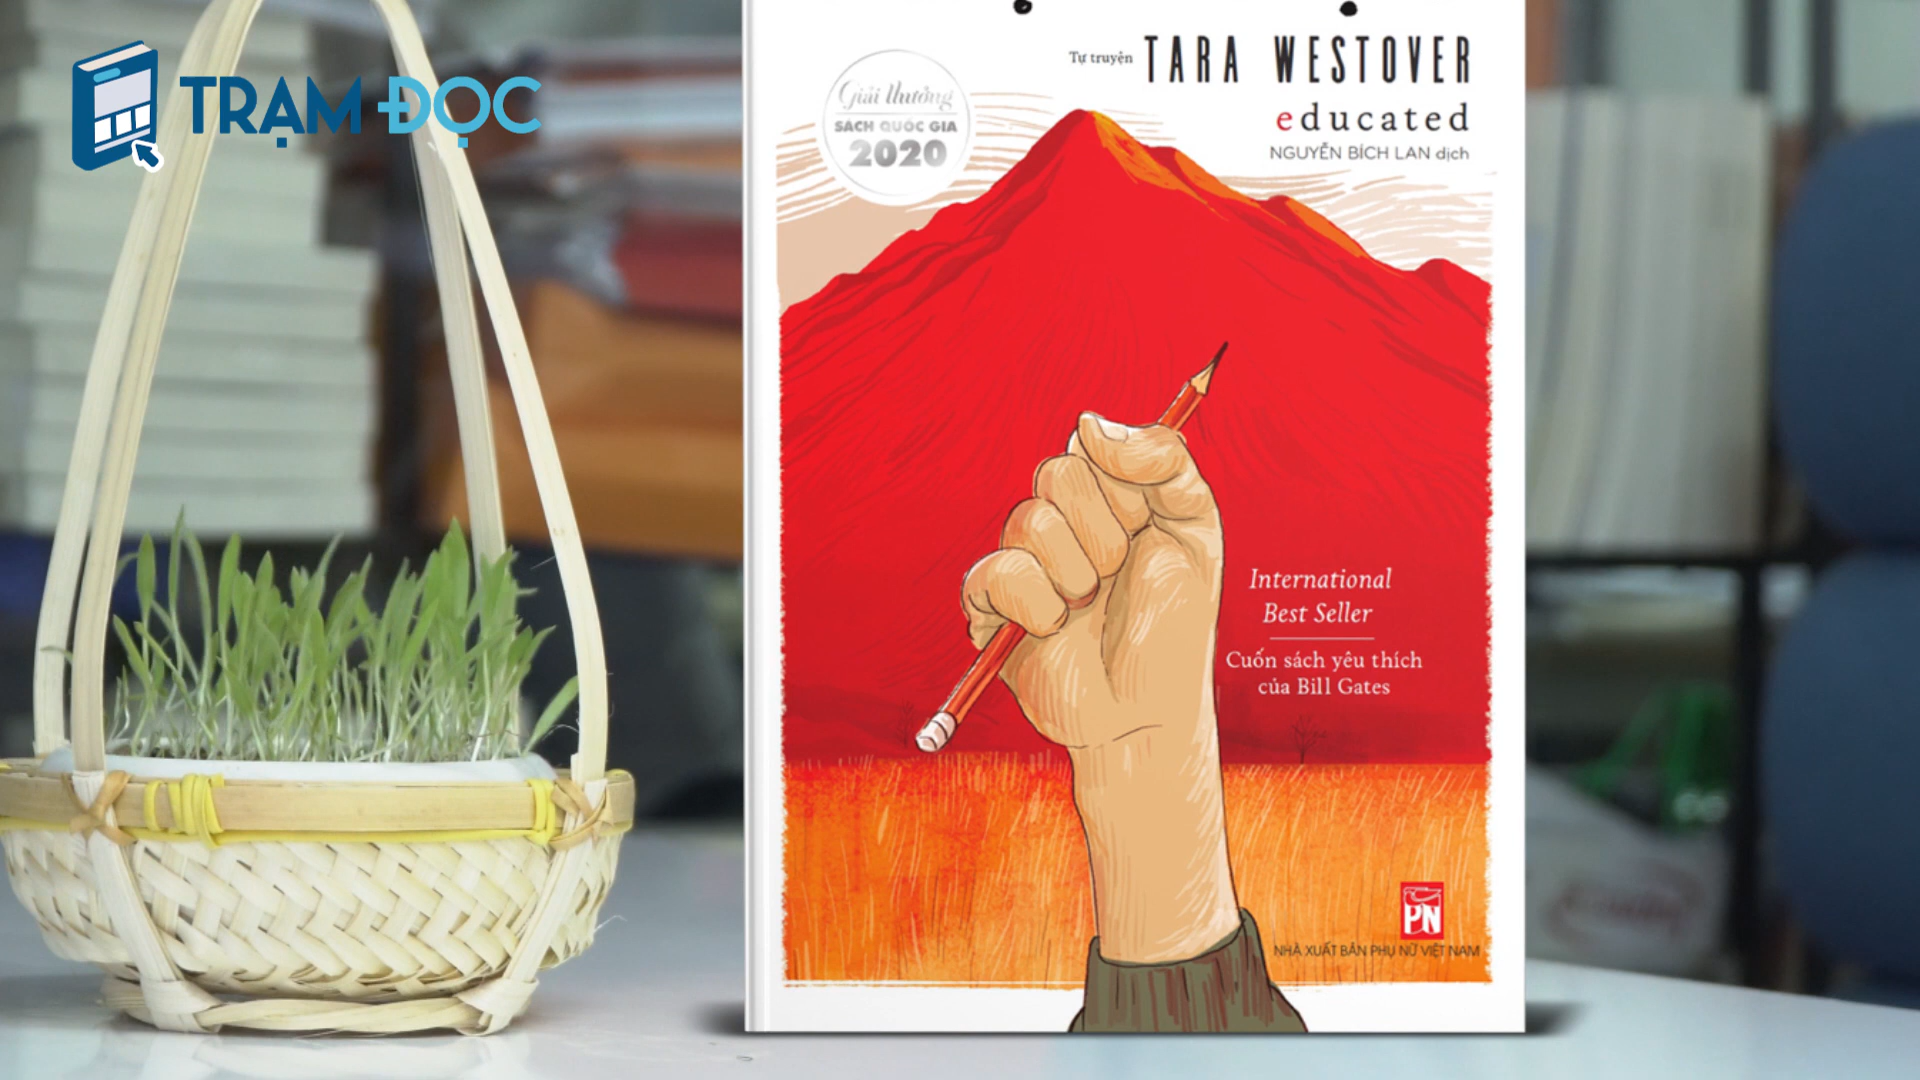 TRẠM ĐỌC
Tự truyện TARA WESTOVER
educated
NGUYỄN BÍCH LAN dịch
Giải thưởng
SÁCH QUỐC GIA
2020
International
Best Seller
Cuốn sách yêu thích
của Bill Gates
PN
NHÀ XUẤT BẢN PHỤ NỮ VIỆT NAM